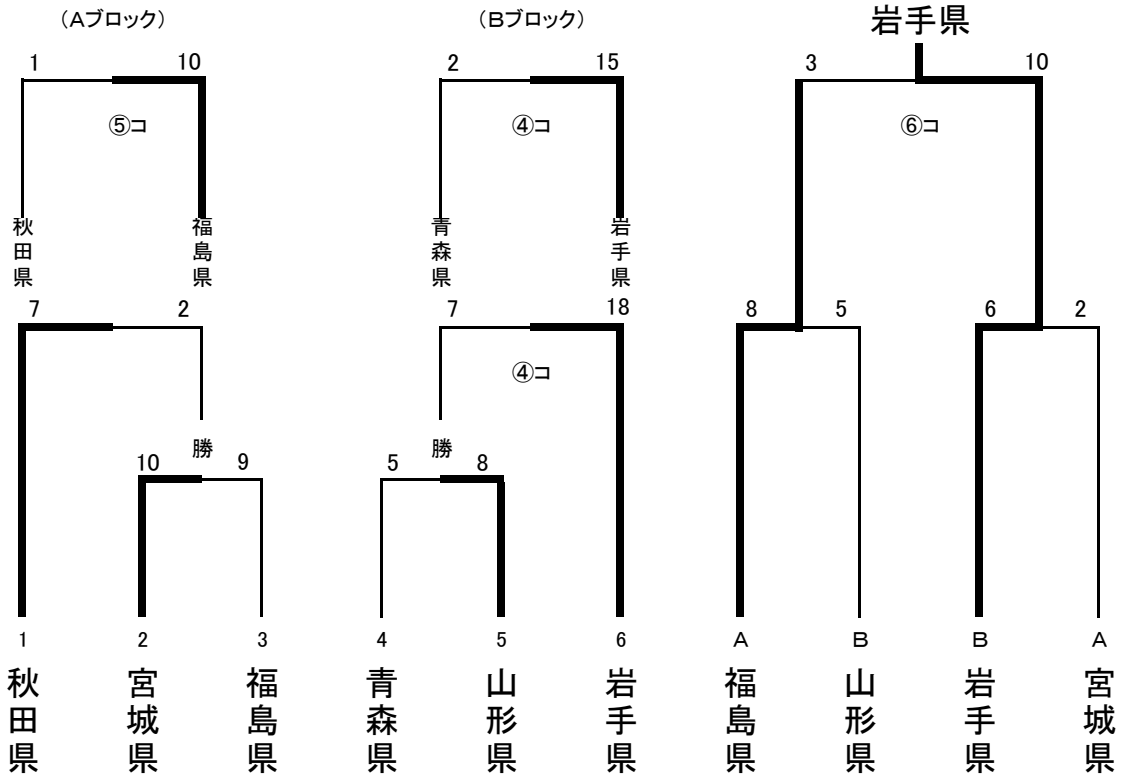 (Aブロック)
(Bブロック)
岩手県
1 10
2 15
3 10
⑤コ
④コ
⑥コ
秋田県
福島県
青森県
岩手県
7 2
7 18
8 5
6 2
④コ
勝
10 9
勝
5 8
1 2 3 4 5 6 A B B A
秋田県
宮城県
福島県
青森県
山形県
岩手県
福島県
山形県
岩手県
宮城県